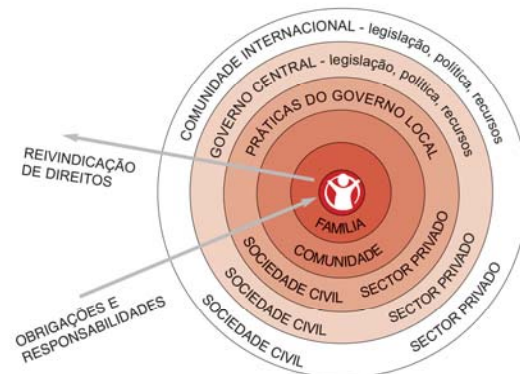 COMUNIDADE INTERNACIONAL - legislação, política, recursos
GOVERNO CENTRAL - legislação, política, recursos
PRÁTICAS DO GOVERNO LOCAL
REIVINDICAÇÃO
DE DIREITOS
FAMILIA
COMUNIDADE
SOCIEDADE CIVIL
SECTOR PRIVADO
SOCIEDADE CIVIL
SECTOR PRIVADO
SOCIEDADE CIVIL
SECTOR PRIVADO
OBRIGAÇÕES E
RESPONSABILIDADES